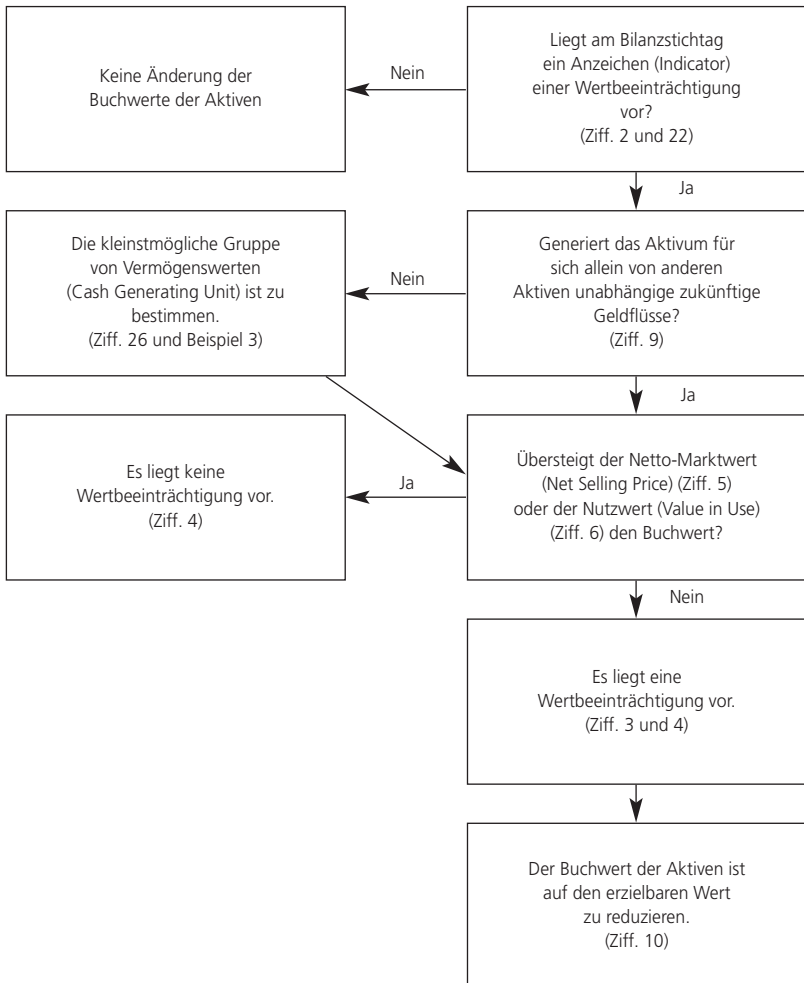 Keine Änderung der
Buchwerte der Aktiven
Nein
Liegt am Bilanzstichtag
ein Anzeichen (Indicator)
einer Wertbeeinträchtigung
vor?
(Ziff. 2 und 22)
Ja
Die kleinstmögliche Gruppe
von Vermögenswerten
(Cash Generating Unit) ist zu
bestimmen.
(Ziff. 26 und Beispiel 3)
Nein
Generiert das Aktivum für
sich allein von anderen
Aktiven unabhängige zukünftige
Geldflüsse?
(Ziff. 9)
Ja
Es liegt keine
Wertbeeinträchtigung vor.
(Ziff. 4)
Ja
Übersteigt der Netto-Marktwert
(Net Selling Price) (Ziff. 5)
oder der Nutzwert (Value in Use)
(Ziff. 6) den Buchwert?
Nein
Es liegt eine
Wertbeeinträchtigung vor.
(Ziff. 3 und 4)
Der Buchwert der Aktiven ist
auf den erzielbaren Wert
zu reduzieren.
(Ziff. 10)